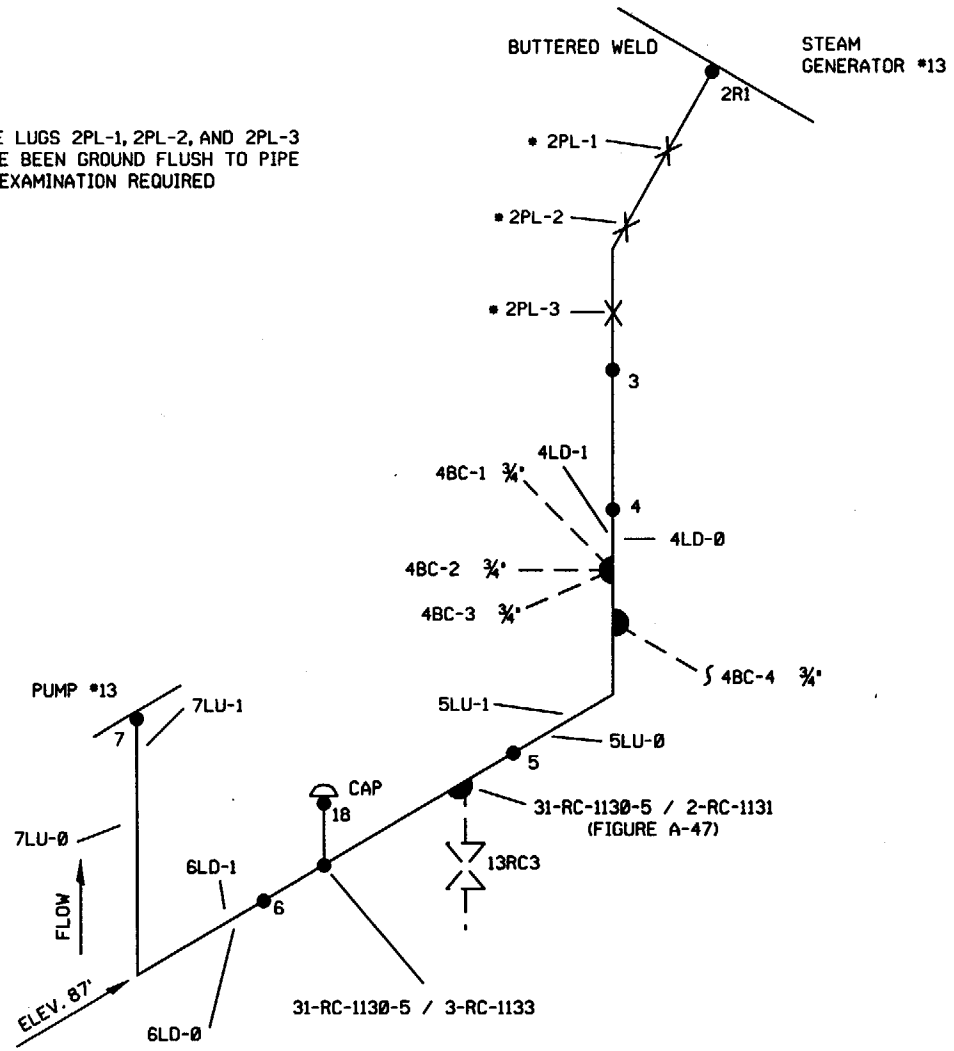 BUTTERED WELD
STEAM
GENERATOR #13
2R1
LUGS 2PL-1, 2PL-2, AND 2PL-3
BEEN GROUND FLUSH TO PIPE
EXAMINATION REQUIRED
* 2PL-1
* 2PL-2
* 2PL-3
3
4LD-1
4BC-1 3/4"
4
4LD-0
4BC-2 3/4"
4BC-3 3/4"
4BC-4 3/4"
PUMP #13
7LU-1
7
5LU-1
5LU-0
5
CAP
18
31-RC-1130-5 / 2-RC-1131
(FIGURE A-47)
7LU-0
6LD-1
13RC3
6
FLOW
ELEV. 87'
31-RC-1130-5 / 3-RC-1133
6LD-0